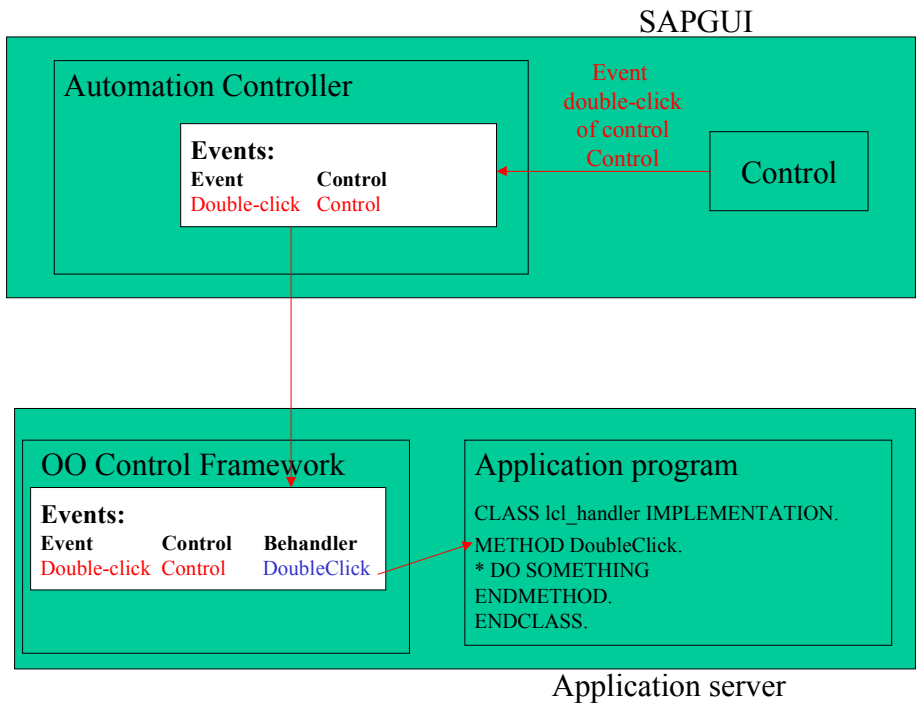 SAPGUI
Automation Controller
Event
double-click
of control
Control
Events:
Event Control
Double-click Control
Control
OO Control Framework
Events:
Event Control Behandler
Double-click Control DoubleClick
Application program
CLASS lcl_handler IMPLEMENTATION.
METHOD DoubleClick.
* DO SOMETHING
ENDMETHOD.
ENDCLASS.
Application server